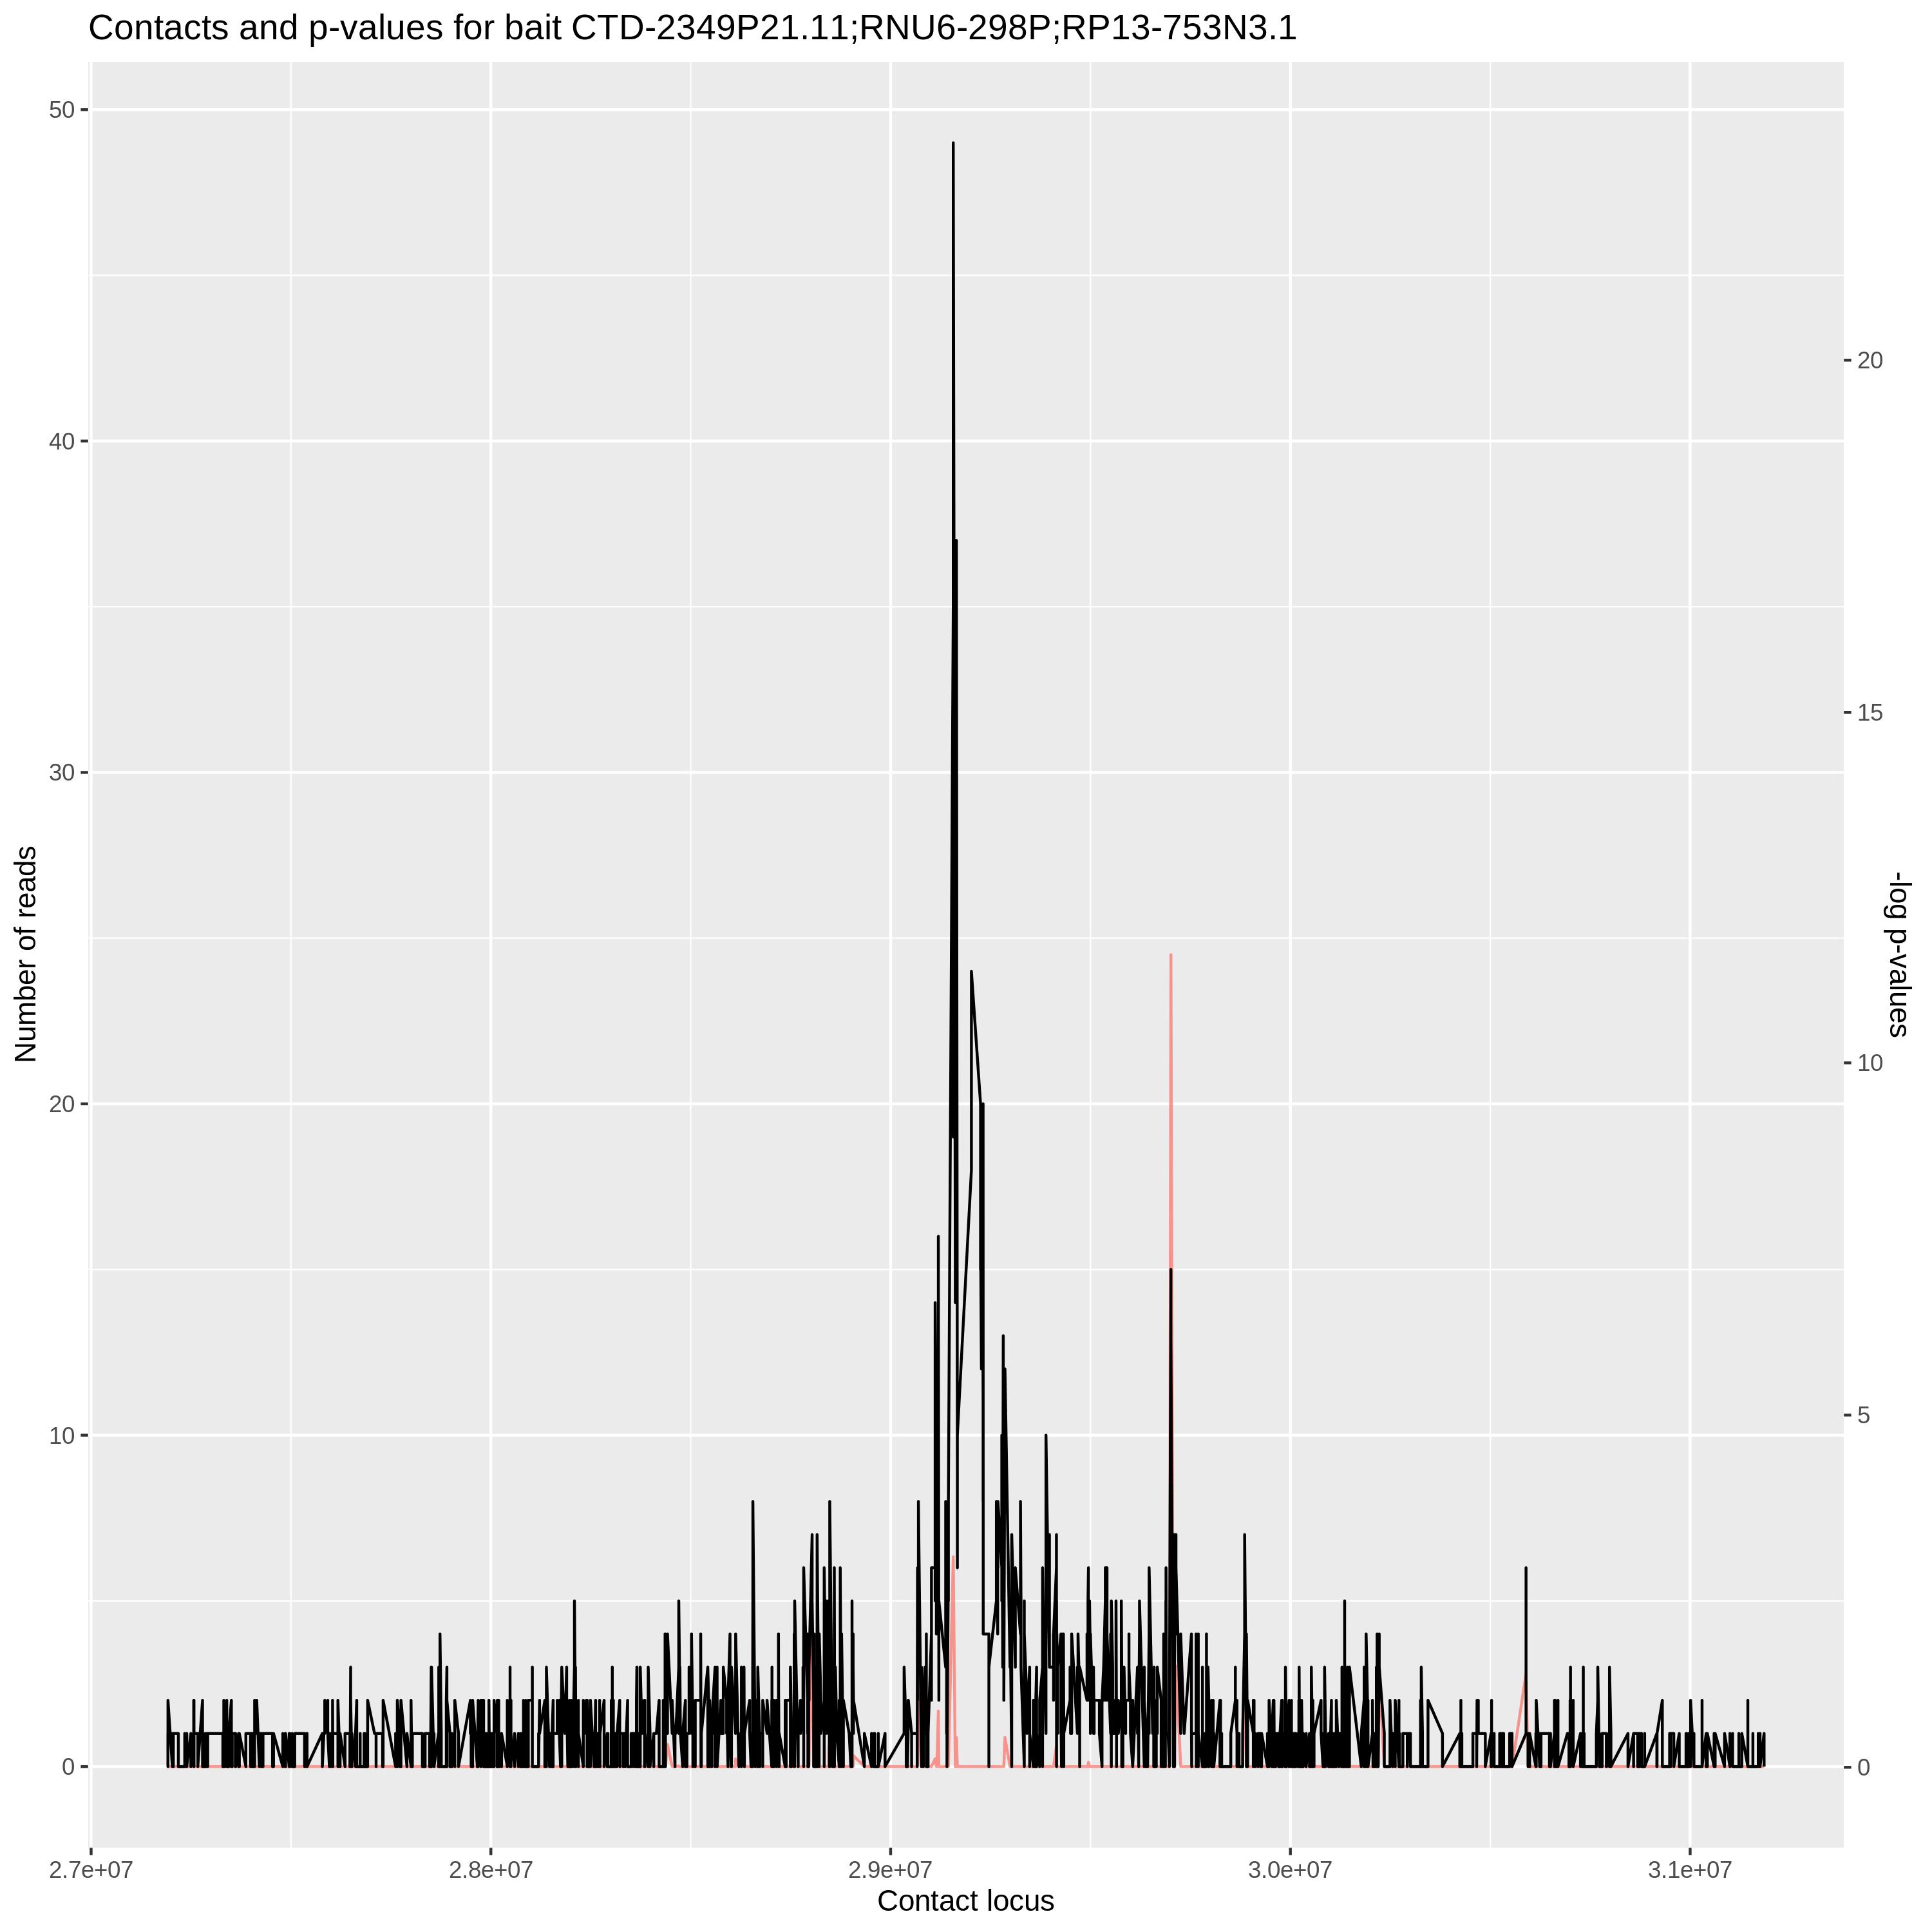 Contacts and p-values for bait CTD-2349P21.11;RNU6-298P;RP13-753N3.1
50
40
30
20
10
0
Number of reads
20
15
10
5
0
-log p-values
2.7e+07 2.8e+07 2.9e+07 3.0e+07 3.1e+07
Contact locus